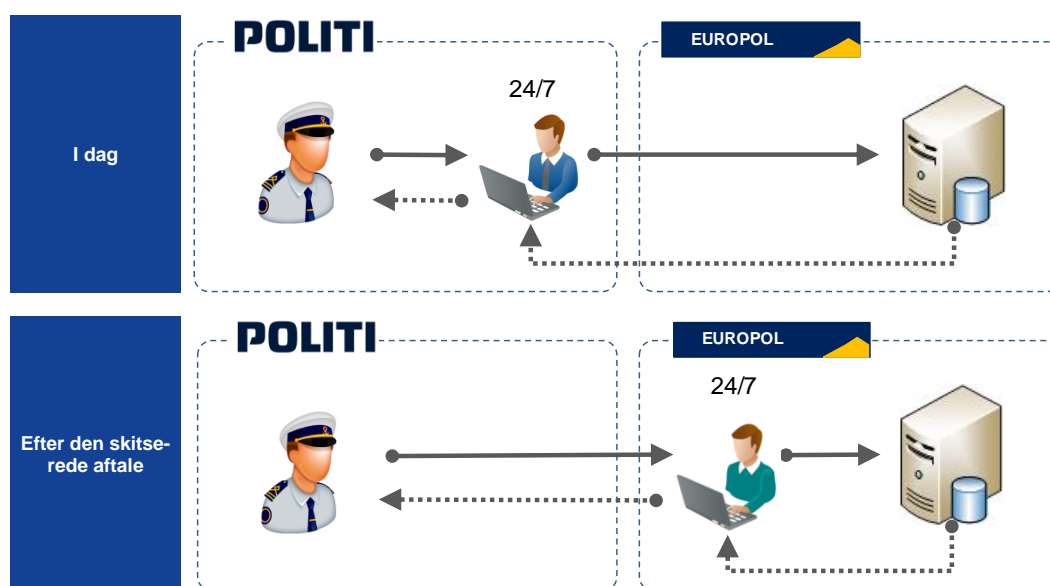 POLITI
EUROPOL
24/7
I dag
POLITI
EUROPOL
24/7
Efter den skitse-
rede aftale